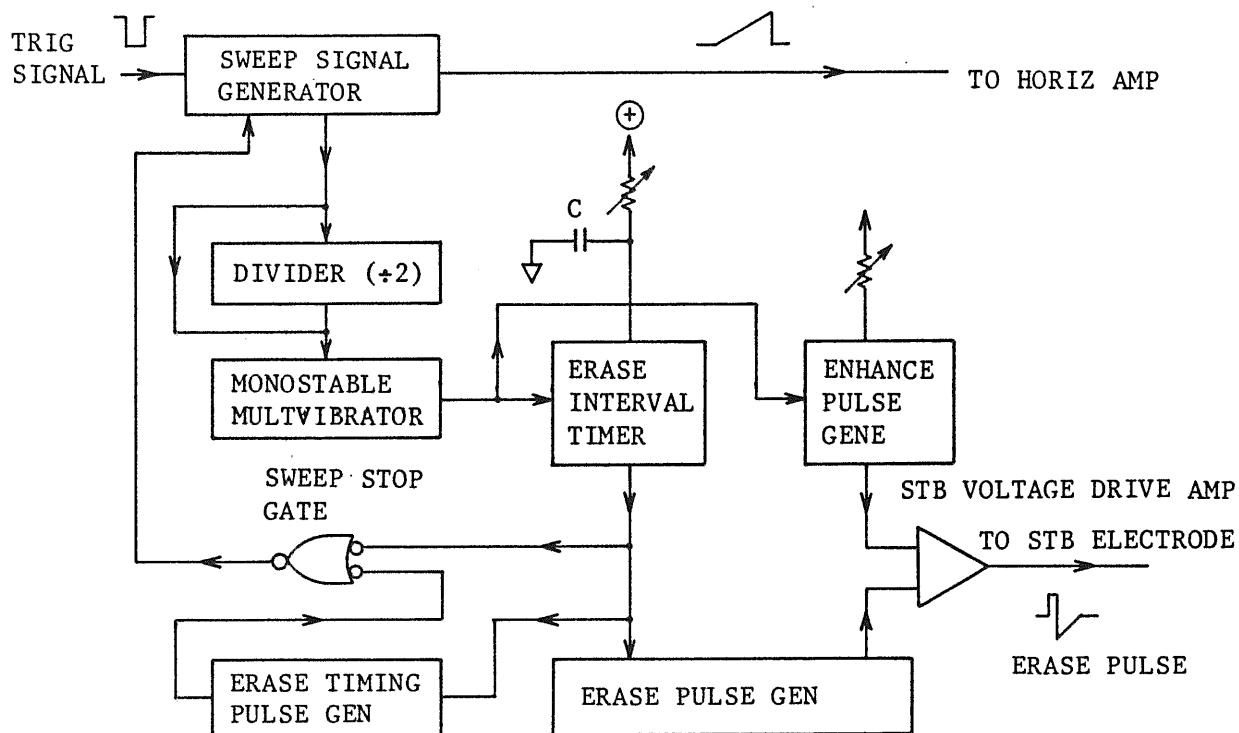 TRIG
SIGNAL
SWEEP SIGNAL
GENERATOR
TO HORIZ AMP
+
C
DIVIDER (÷2)
MONOSTABLE
MULTVIBRATOR
ERASE
INTERVAL
TIMER
ENHANCE
PULSE
GENE
SWEEP STOP
GATE
STB VOLTAGE DRIVE AMP
TO STB ELECTRODE
ERASE PULSE
ERASE TIMING
PULSE GEN
ERASE PULSE GEN